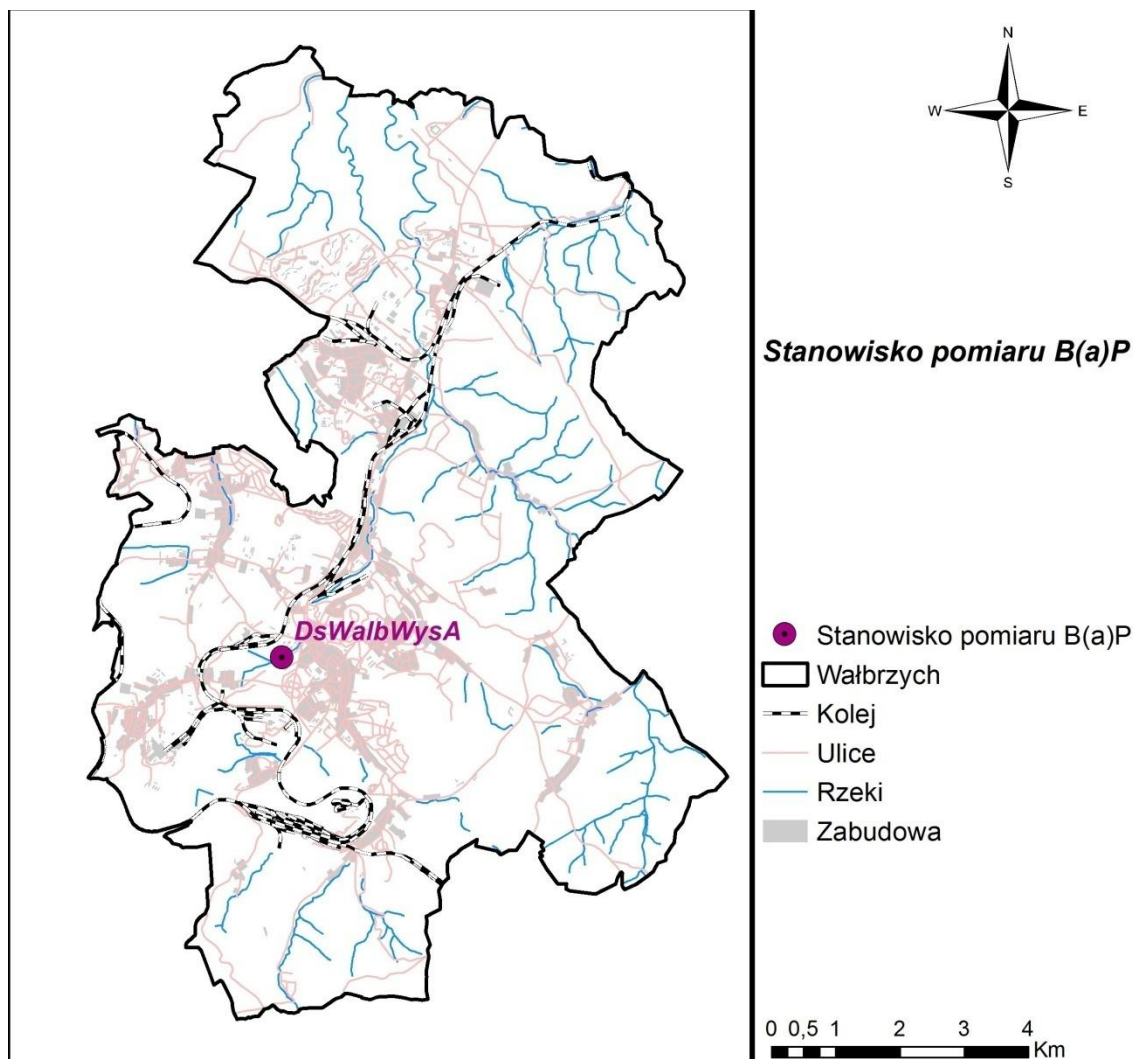 N
W E
S
Stanowisko pomiaru B(a)P
DsWalbWysA
Stanowisko pomiaru B(a)P
Wałbrzych
Kolej
Ulice
Rzeki
Zabudowa
0 0,5 1 2 3 4
Km